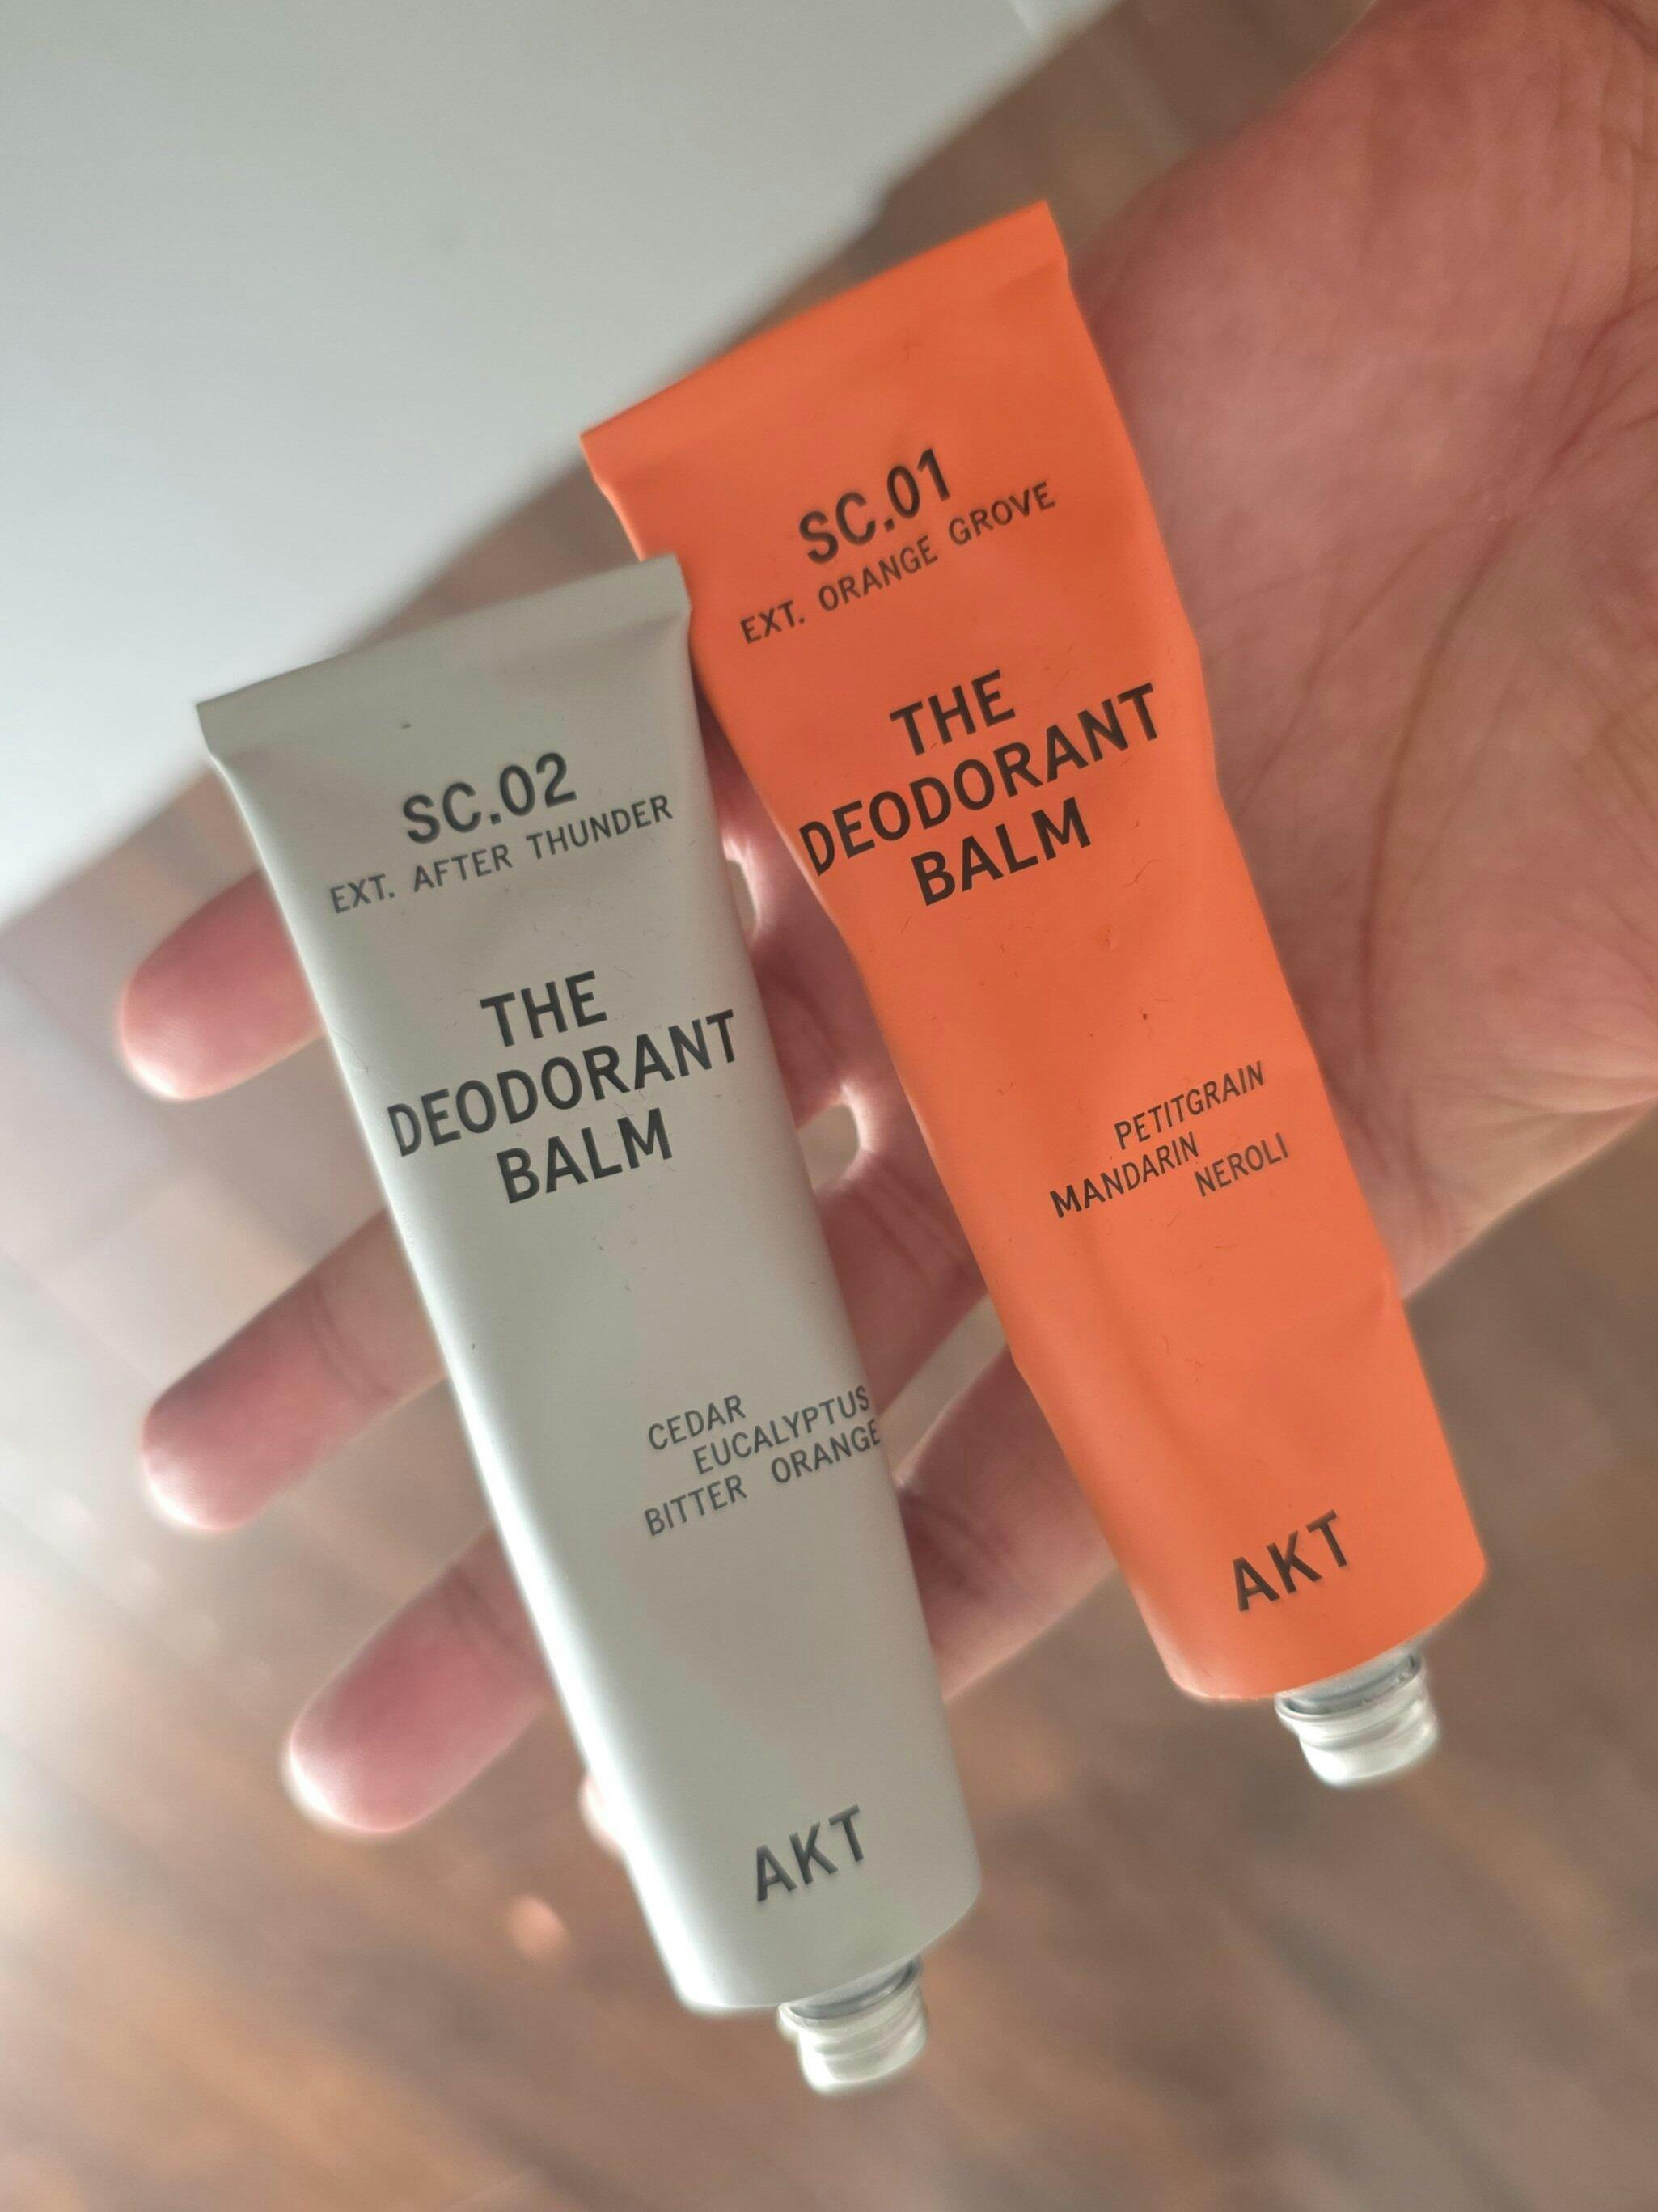 SC.02
EXT. AFTER THUNDER
THE
DEODORANT
BALM
CEDAR
EUCALYPTUS
BITTER ORANGE
AKT
SC.01
EXT. ORANGE GROVE
THE
DEODORANT
BALM
PETITGRAIN
MANDARIN
NEROLI
AKT